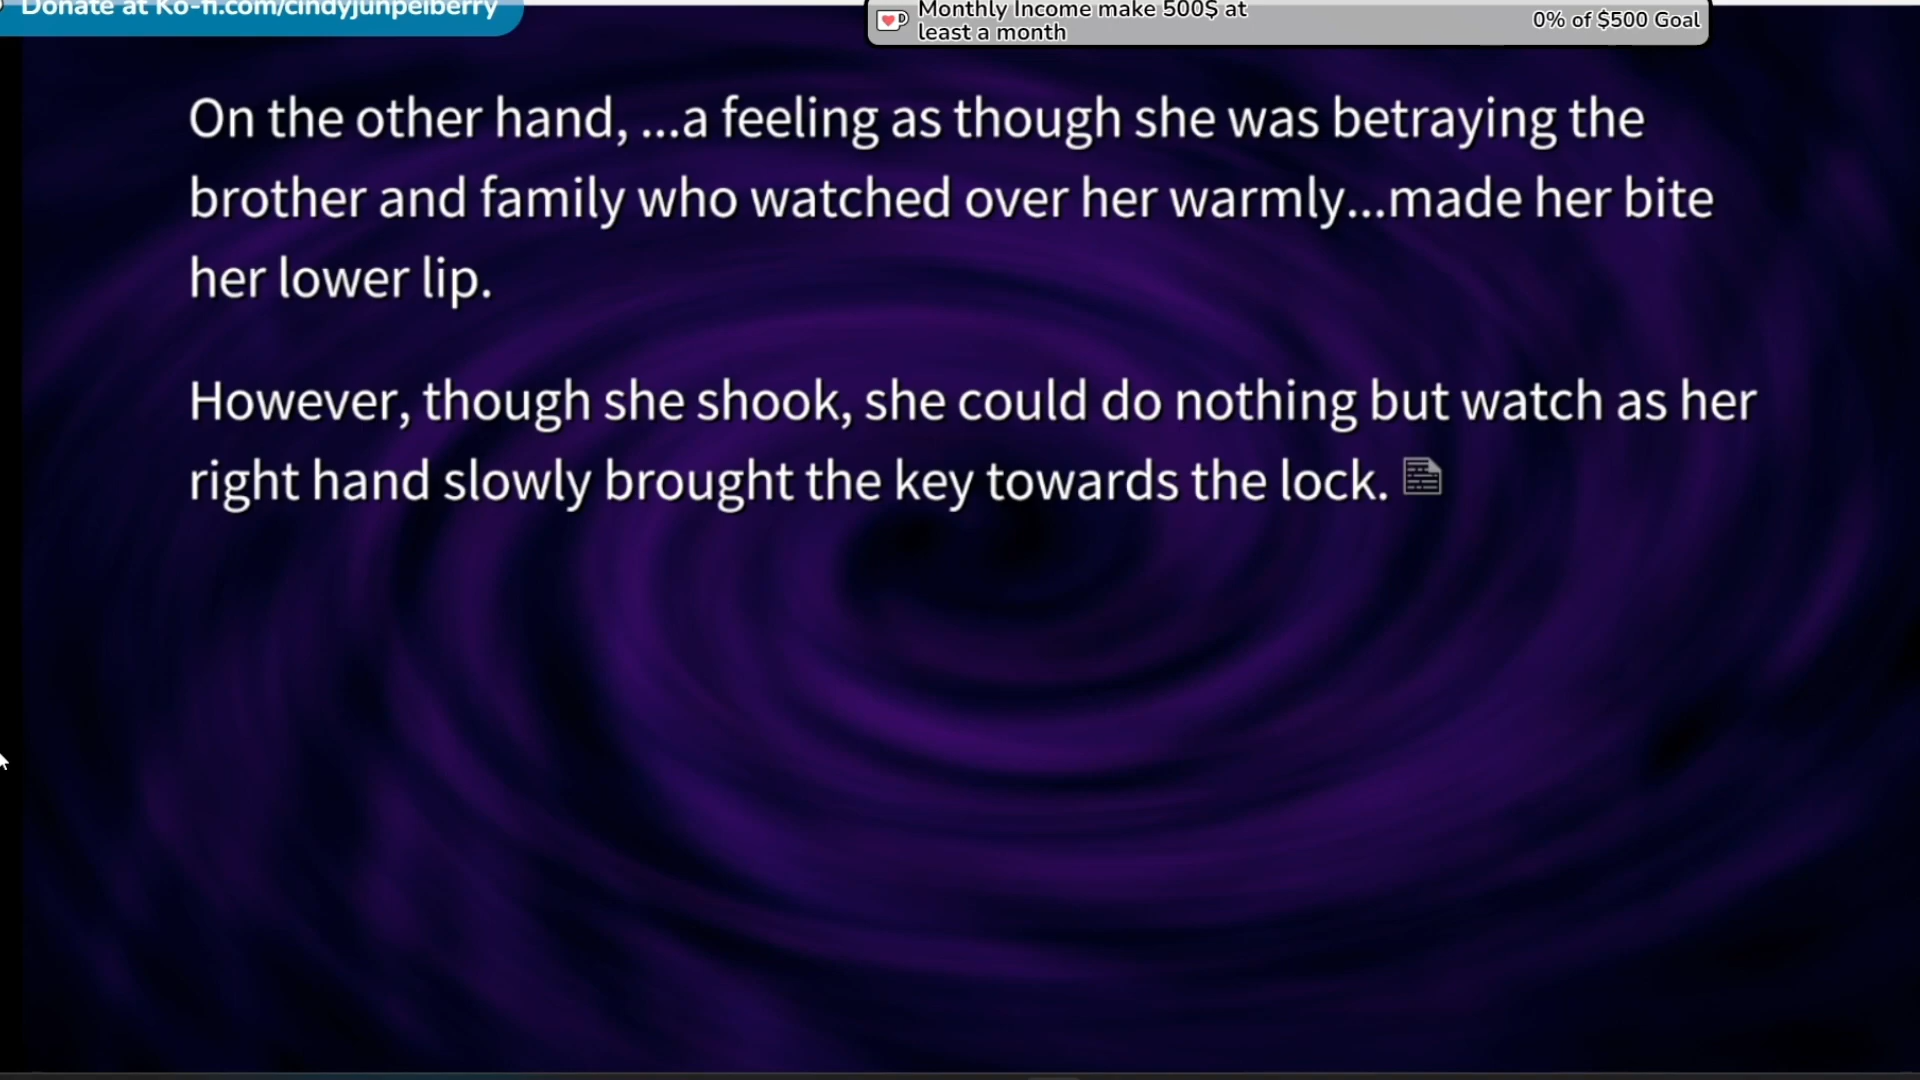 Donate at Ko-fi.com/cindyjunpeiberry
Monthly Income make 500$ at
least a month
0% of $500 Goal
On the other hand, ...a feeling as though she was betraying the
brother and family who watched over her warmly...made her bite
her lower lip.
However, though she shook, she could do nothing but watch as her
right hand slowly brought the key towards the lock.